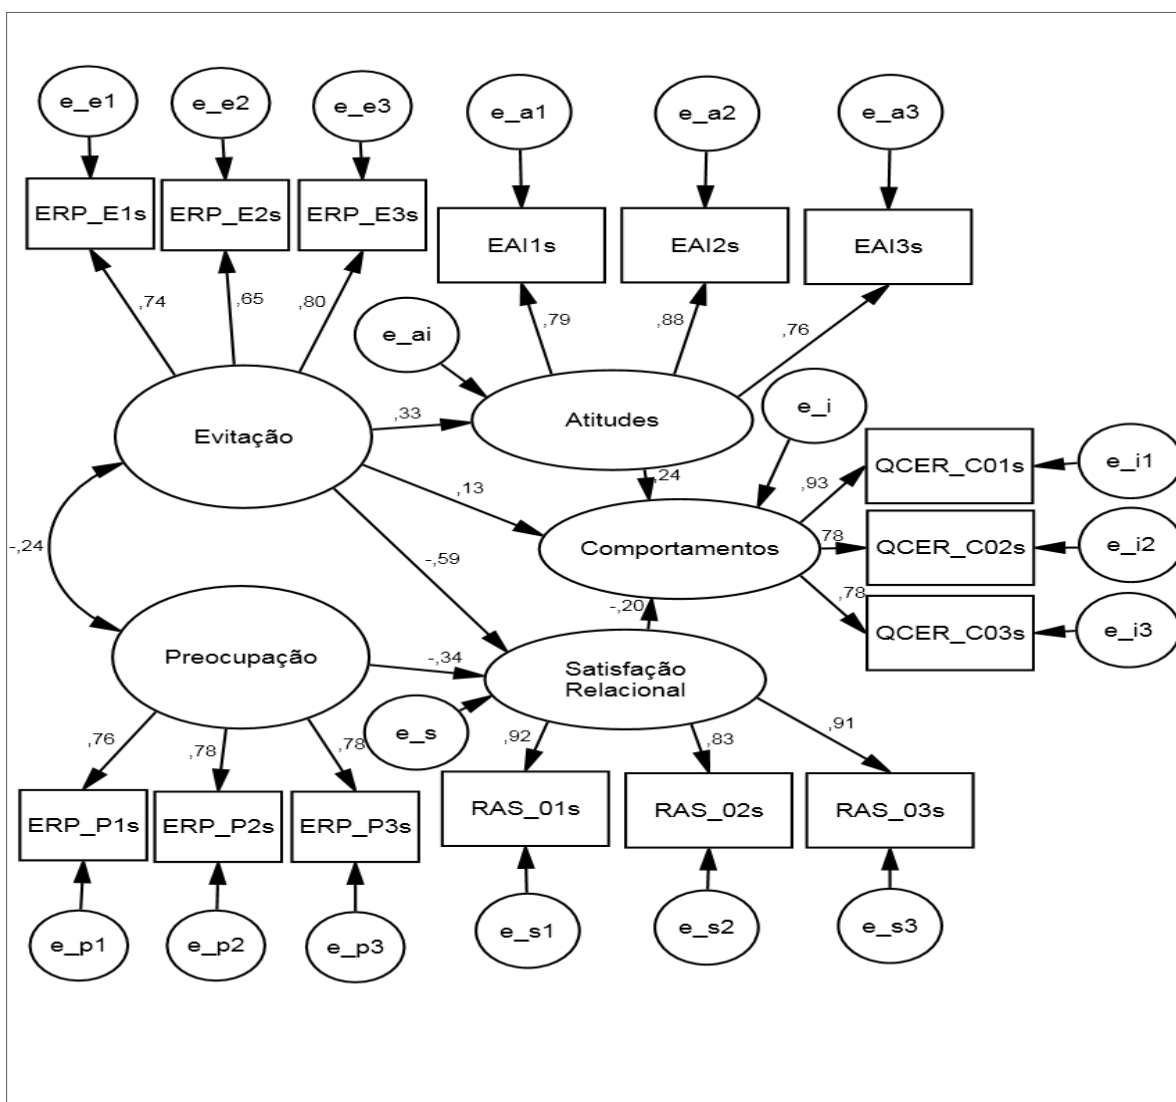 e_e1
e_e2
e_e3
e_a1
e_a2
e_a3
ERP_E1s
ERP_E2s
ERP_E3s
EAI1s
EAI2s
EAI3s
,74
,65
,80
,79
,88
,76
e_ai
e_i
Evitação
,33
Atitudes
,24
,13
,93
QCER_C01s
e_i1
Comportamentos
78
QCER_C02s
e_i2
,78
QCER_C03s
e_i3
-,24
-,59
-,20
Preocupação
-,34
Satisfação
Relacional
e_s
,76
,78
,78
,92
,83
,91
ERP_P1s
ERP_P2s
ERP_P3s
RAS_01s
RAS_02s
RAS_03s
e_p1
e_p2
e_p3
e_s1
e_s2
e_s3